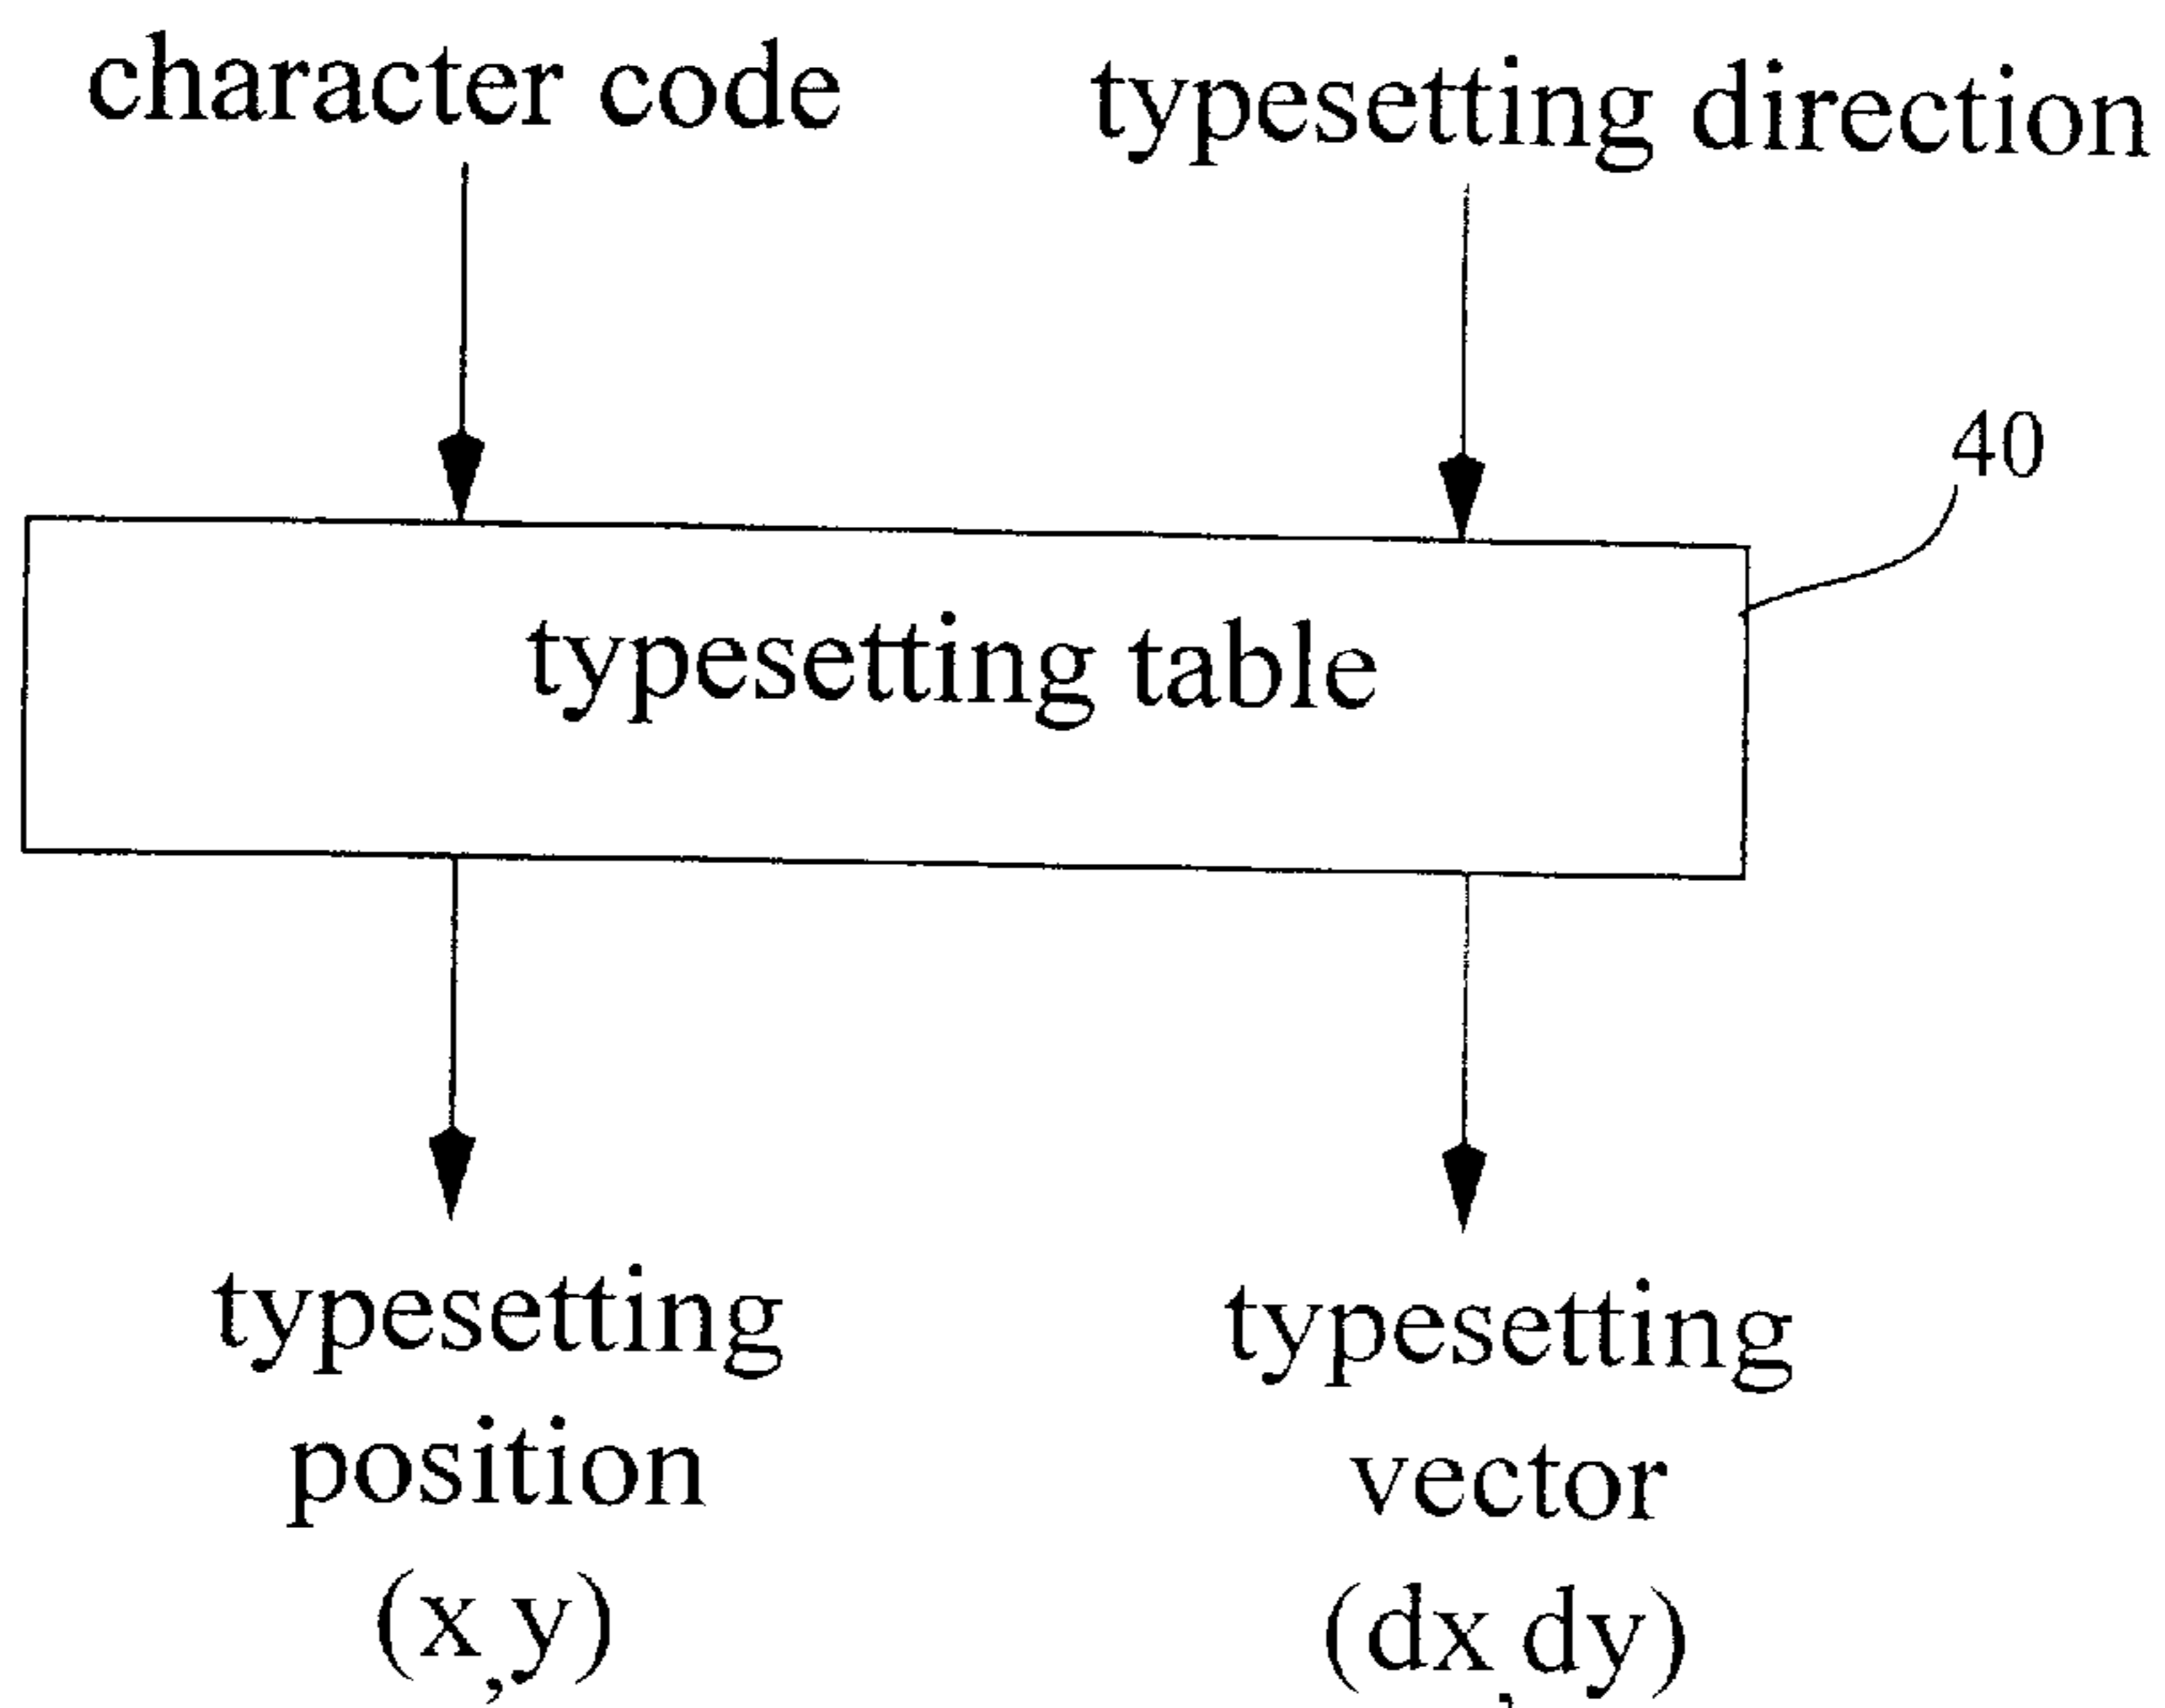 character code
typesetting direction
40
typesetting table
typesetting
position
(x,y)
typesetting
vector
(dx,dy)